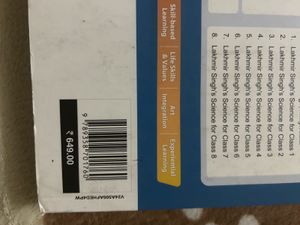 1. Lakhmir Singh's Science for Class 1
2. Lakhmir Singh's Science for Class 2
3. Lakhmir Singh's Science for Class 3
4. Lakhmir Singh's Science for Class 4
5. Lakhmir Singh's Science for Class 5
6. Lakhmir Singh's Science for Class 6
7. Lakhmir Singh's Science for Class 7
8. Lakhmir Singh's Science for Class 8
Skill-based
Learning
Life Skills
& Values
Art
Integration
Experiential
Learning
₹ 649.00